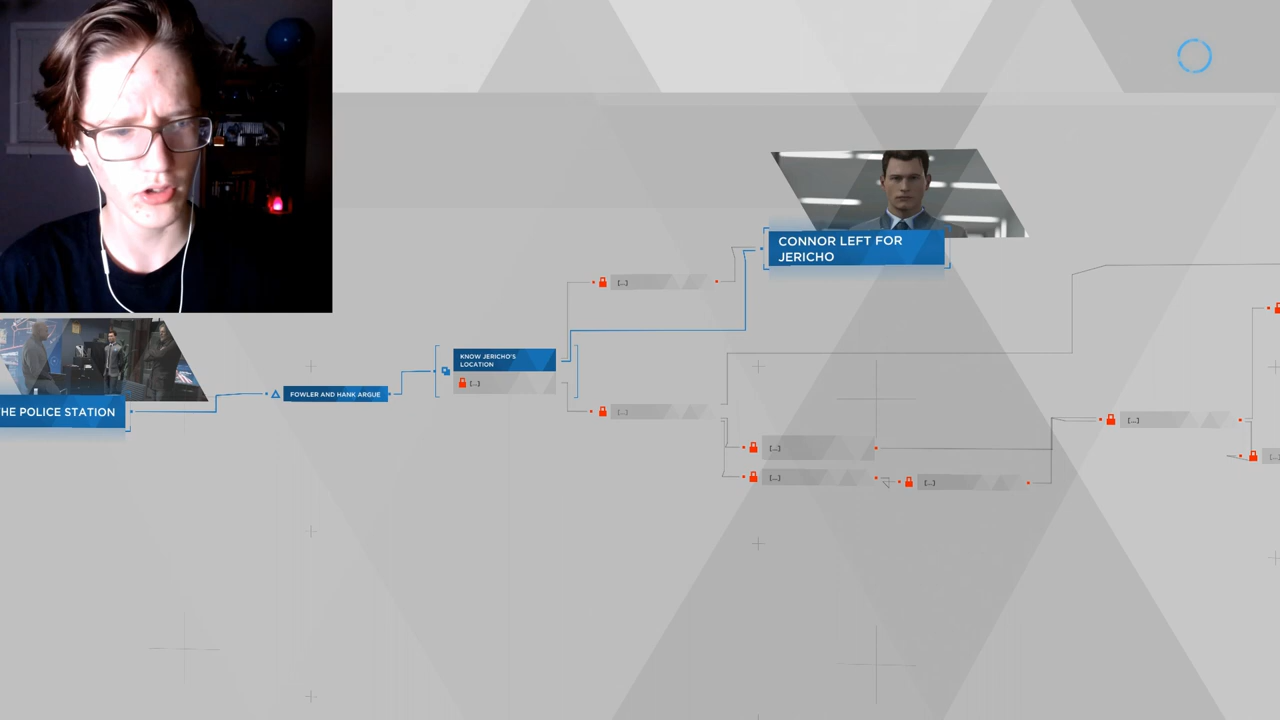 CONNOR LEFT FOR
JERICHO
[...]
KNOW JERICHO'S
LOCATION
[...]
FOWLER AND HANK ARGUE
HE POLICE STATION
[...]
[...]
[...]
[...]
[...]